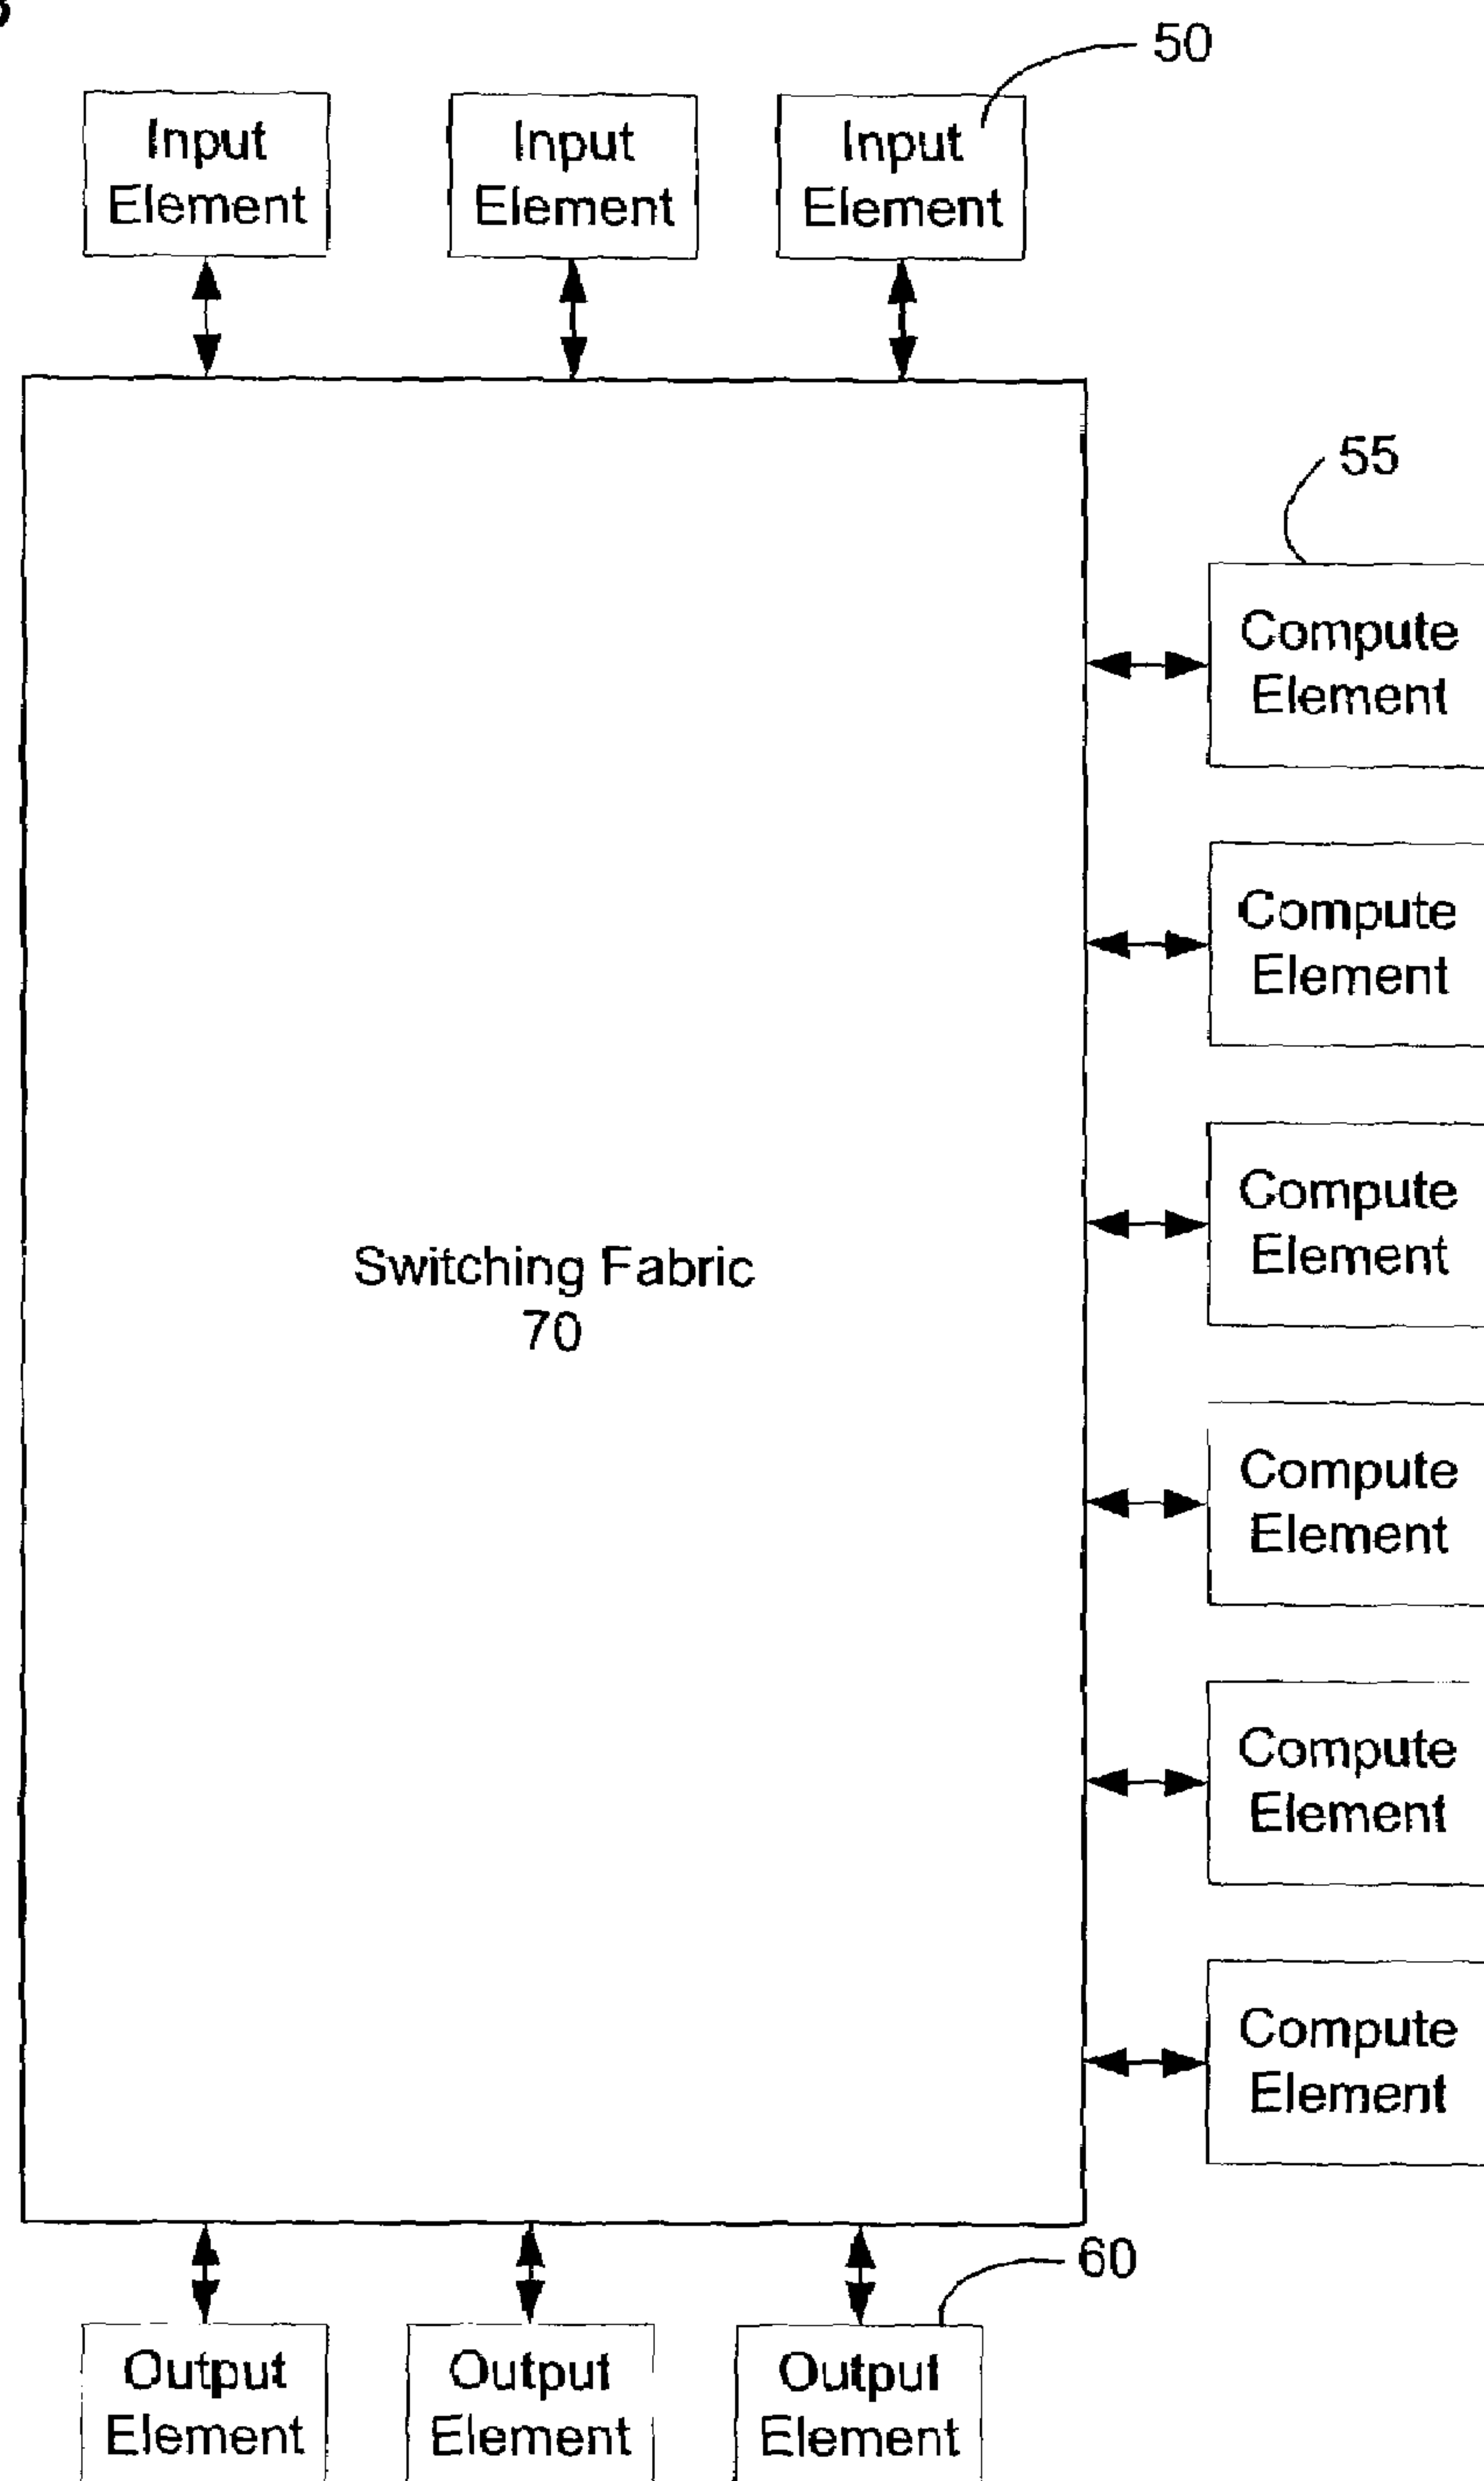 50
Input
Element
Input
Element
Input
Element
55
Compute
Element
Compute
Element
Compute
Element
Switching Fabric
70
Compute
Element
Compute
Element
Compute
Element
60
Output
Element
Output
Element
Output
Element